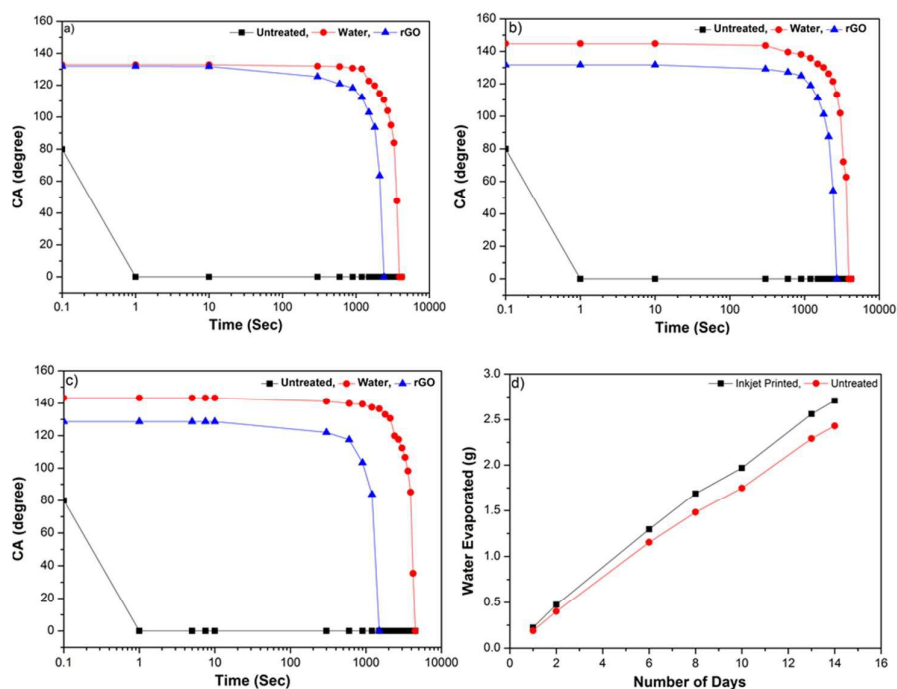 a)
Untreated, Water, rGO
160
140
120
100
80
60
40
20
0
CA (degree)
0.1 1 10 100 1000 10000
Time (Sec)
b)
Untreated, Water, rGO
160
140
120
100
80
60
40
20
0
CA (degree)
0.1 1 10 100 1000 10000
Time (Sec)
c)
Untreated, Water, rGO
160
140
120
100
80
60
40
20
0
CA (degree)
0.1 1 10 100 1000 10000
Time (Sec)
d)
Inkjet Printed, Untreated
3.0
2.5
2.0
1.5
1.0
0.5
0.0
Water Evaporated (g)
0 2 4 6 8 10 12 14 16
Number of Days